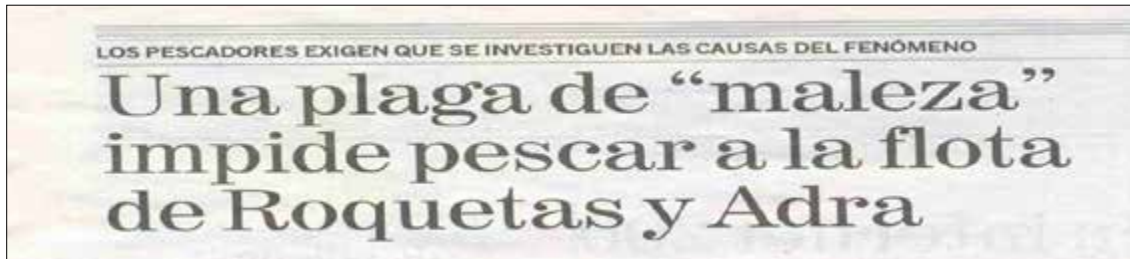 LOS PESCADORES EXIGEN QUE SE INVESTIGUEN LAS CAUSAS DEL FENÓMENO
Una plaga de “maleza”
impide pescar a la flota
de Roquetas y Adra